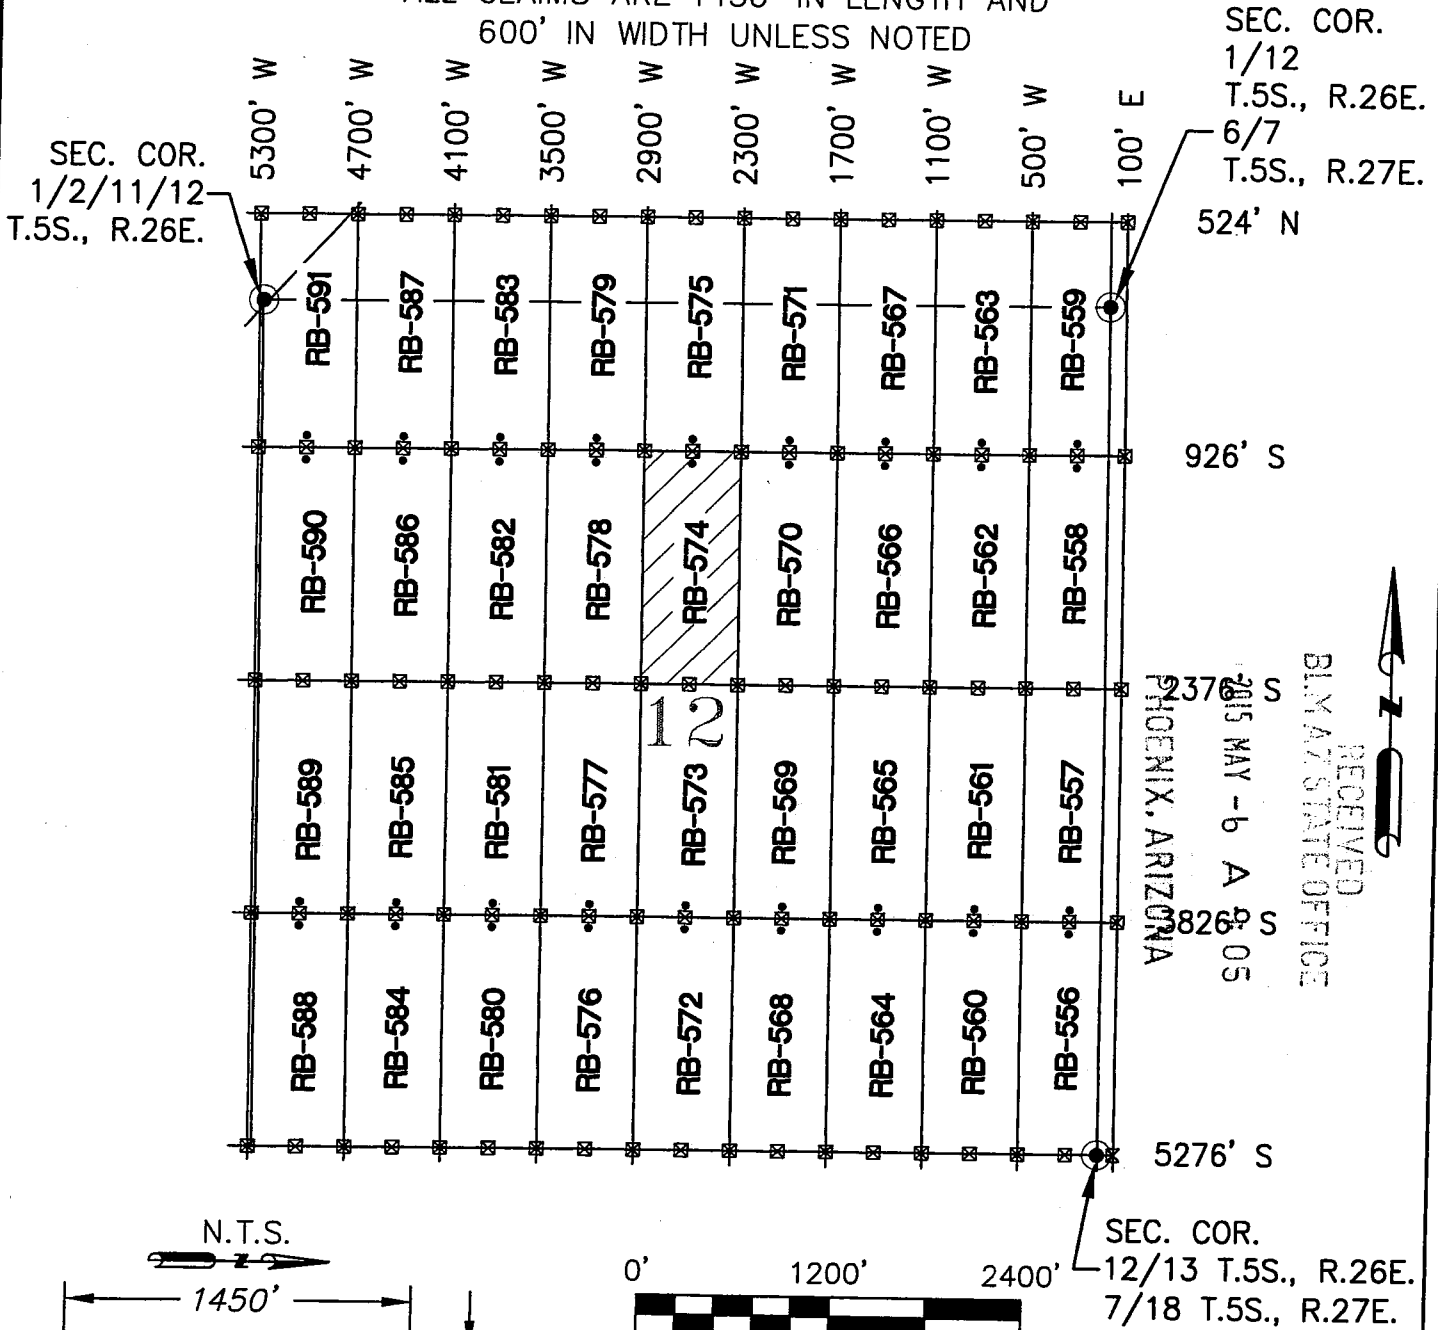 600' IN WIDTH UNLESS NOTED
SEC. COR.
1/12
T.5S., R.26E.
6/7
T.5S., R.27E.
SEC. COR.
1/2/11/12
T.5S., R.26E.
5300' W
4700' W
4100' W
3500' W
2900' W
2300' W
1700' W
1100' W
500' W
100' E
524' N
RB-591
RB-587
RB-583
RB-579
RB-575
RB-571
RB-567
RB-563
RB-559
926' S
RB-590
RB-586
RB-582
RB-578
RB-574
RB-570
RB-566
RB-562
RB-558
2376' S
12
RB-589
RB-585
RB-581
RB-577
RB-573
RB-569
RB-565
RB-561
RB-557
3826' S
RB-588
RB-584
RB-580
RB-576
RB-572
RB-568
RB-564
RB-560
RB-556
5276' S
RECEIVED
BLM AZ STATE OFFICE
2015 MAY -6 A 05
PHOENIX, ARIZONA
Z
SEC. COR.
12/13 T.5S., R.26E.
7/18 T.5S., R.27E.
N.T.S.
Z
1450'
0' 1200' 2400'